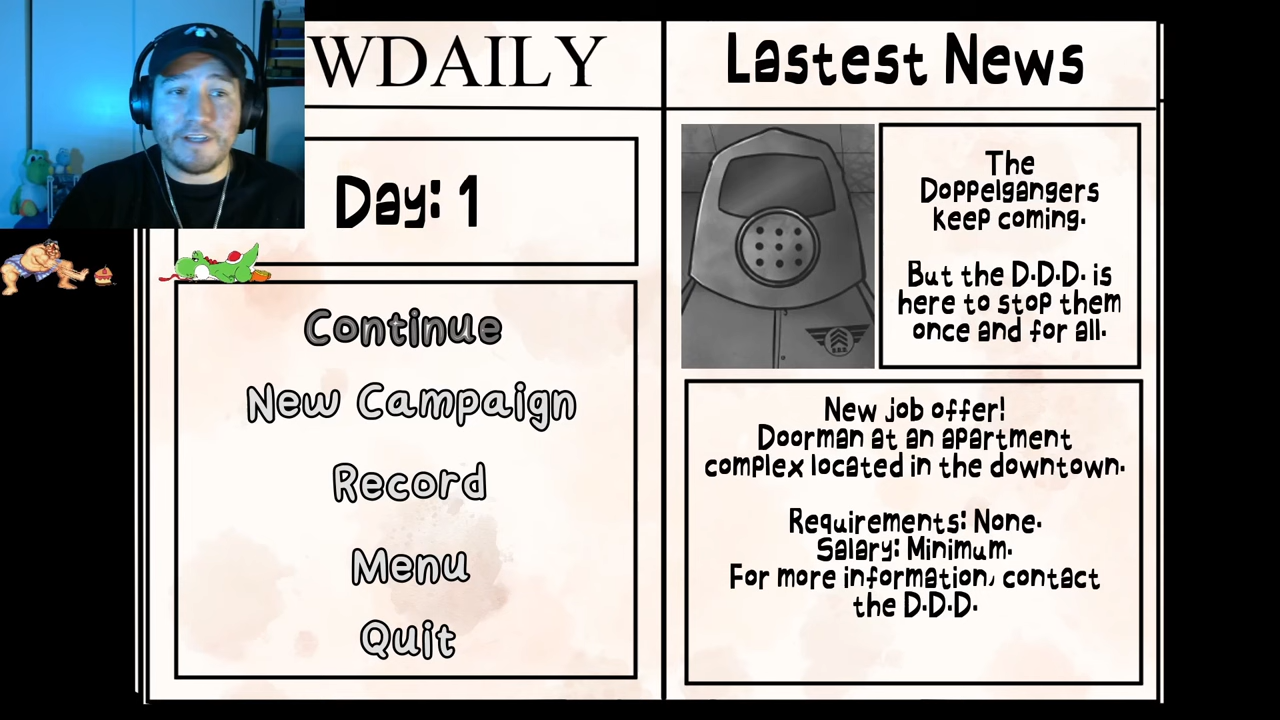 WDAILY
Day: 1
Continue
New Campaign
Record
Menu
Quit
Lastest News
The
Doppelgangers
keep coming.
But the D.D.D. is
here to stop them
once and for all.
New job offer!
Doorman at an apartment
complex located in the downtown.
Requirements: None.
Salary: Minimum.
For more information, contact
the D.D.D.